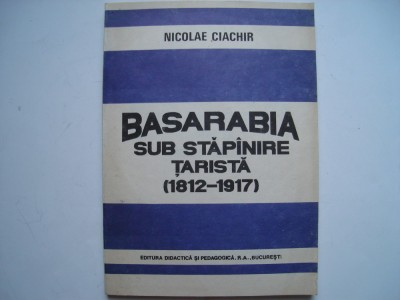 NICOLAE CIACHIR
BASARABIA
SUB STĂPÎNIRE
ȚARISTĂ
(1812-1917)
EDITURA DIDACTICĂ ȘI PEDAGOGICĂ, R.A., BUCUREȘTI